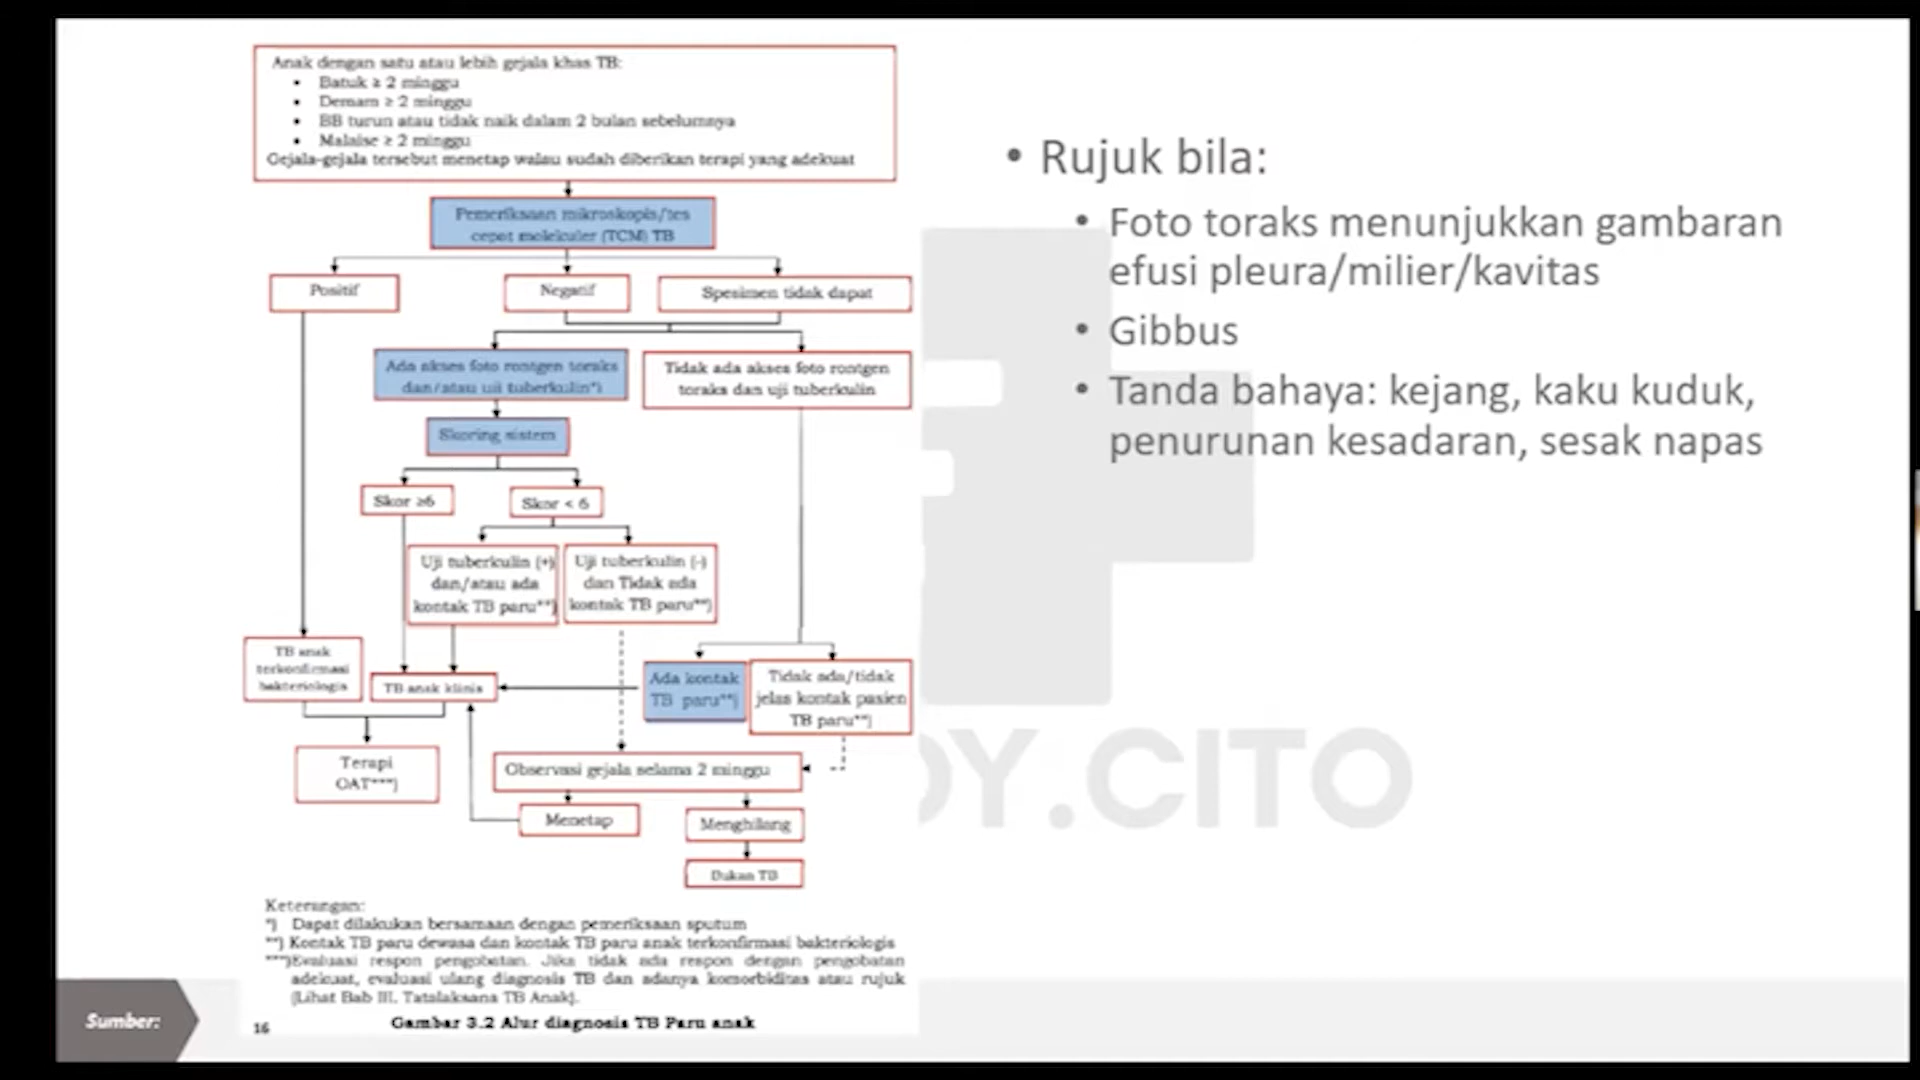 Anak dengan satu atau lebih gejala khas TB:
• Batuk ≥ 2 minggu
• Demam ≥ 2 minggu
• BB turun atau tidak naik dalam 2 bulan sebelumnya
• Malaise ≥ 2 minggu
Gejala-gejala tersebut menetap walau sudah diberikan terapi yang adekuat
Pemeriksaan mikroskopis/tes
cepat molekuler (TCM) TB
Positif
Negatif
Spesimen tidak dapat
Ada akses foto rontgen toraks
dan/atau uji tuberkulin*)
Tidak ada akses foto rontgen
toraks dan uji tuberkulin
Skoring sistem
Skor ≥6
Skor < 6
Uji tuberkulin (+)
dan/atau ada
kontak TB paru**)
Uji tuberkulin (-)
dan Tidak ada
kontak TB paru**)
TB anak
terkonfirmasi
bakteriologis
TB anak klinis
Ada kontak
TB paru**)
Tidak ada/tidak
jelas kontak pasien
TB paru**)
Terapi
OAT***)
Observasi gejala selama 2 minggu
Menetap
Menghilang
Bukan TB
Keterangan:
*) Dapat dilakukan bersamaan dengan pemeriksaan sputum
**) Kontak TB paru dewasa dan kontak TB paru anak terkonfirmasi bakteriologis
***)Evaluasi respon pengobatan. Jika tidak ada respon dengan pengobatan
adekuat, evaluasi ulang diagnosis TB dan adanya komorbiditas atau rujuk
(Lihat Bab III. Tatalaksana TB Anak).
16
Gambar 3.2 Alur diagnosis TB Paru anak
• Rujuk bila:
• Foto toraks menunjukkan gambaran
efusi pleura/milier/kavitas
• Gibbus
• Tanda bahaya: kejang, kaku kuduk,
penurunan kesadaran, sesak napas
DY.CITO
Sumber: